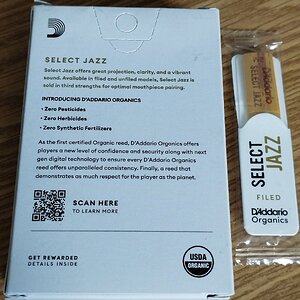 SELECT JAZZ
Select Jazz offers great projection, clarity, and a vibrant
sound. Available in filed and unfiled models, Select Jazz is
sold in third strengths for optimal mouthpiece pairing.
INTRODUCING D'ADDARIO ORGANICS
• Zero Pesticides
• Zero Herbicides
• Zero Synthetic Fertilizers
As the first certified Organic reed, D'Addario Organics offers
players a new level of confidence and security along with next
gen digital technology to ensure every D'Addario Organics
reed offers unparalleled consistency. Finally, a reed that
demonstrates as much respect for the player as the planet.
SCAN HERE
TO LEARN MORE
GET REWARDED
DETAILS INSIDE
USDA
ORGANIC
D'Addario
SELECT JAZZ
SELECT
JAZZ
FILED
D'Addario
Organics